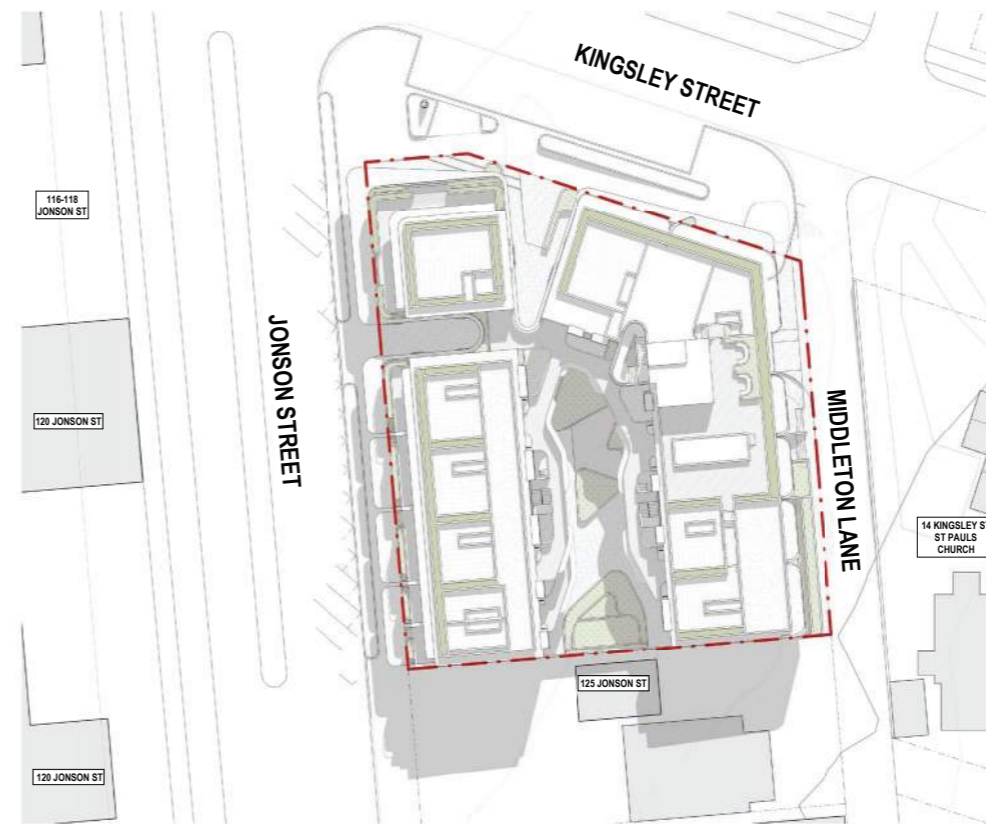 KINGSLEY STREET
116-118
JONSON ST
JONSON STREET
120 JONSON ST
MIDDLETON LANE
14 KINGSLEY S
ST PAULS
CHURCH
125 JONSON ST
120 JONSON ST